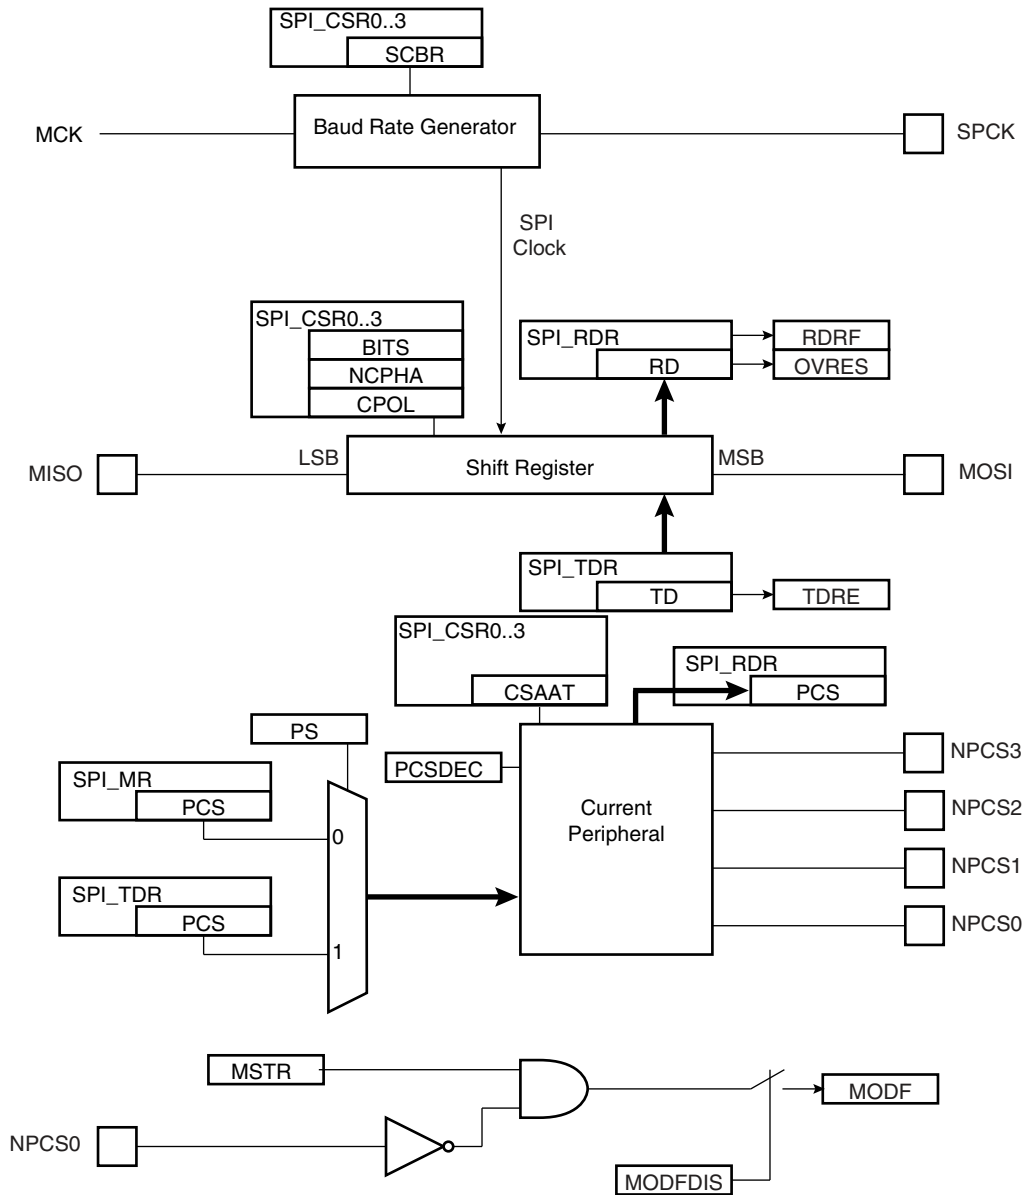 SPI_CSR0..3
SCBR
MCK
Baud Rate Generator
SPCK
SPI
Clock
SPI_CSR0..3
BITS
NCPHA
CPOL
SPI_RDR
RD
RDRF
OVRES
MISO
LSB
Shift Register
MSB
MOSI
SPI_TDR
TD
TDRE
SPI_CSR0..3
CSAAT
SPI_RDR
PCS
PS
PCSDEC
SPI_MR
PCS
0
SPI_TDR
PCS
1
Current
Peripheral
NPCS3
NPCS2
NPCS1
NPCS0
MSTR
MODF
NPCS0
MODFDIS